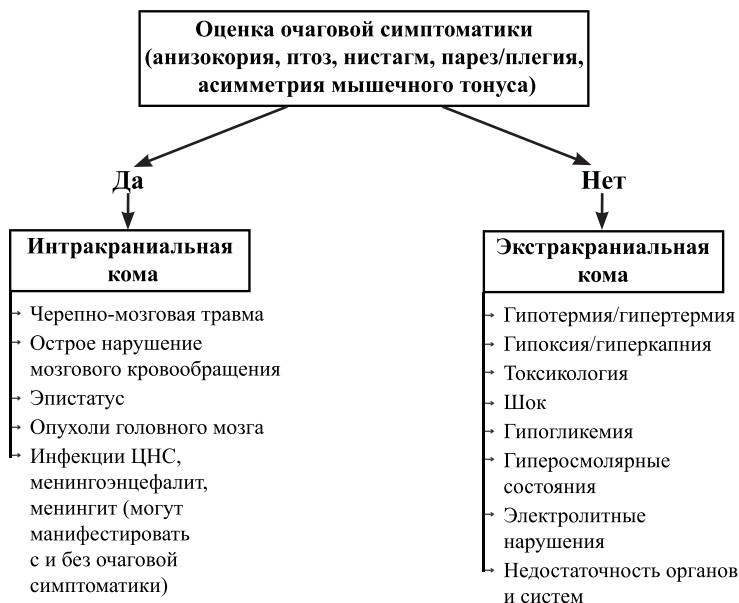 Оценка очаговой симптоматики
(анизокория, птоз, нистагм, парез/плегия,
асимметрия мышечного тонуса)
Да
Нет
Интракраниальная
кома
Черепно-мозговая травма
Острое нарушение
мозгового кровообращения
Эпистатус
Опухоли головного мозга
Инфекции ЦНС,
менингоэнцефалит,
менингит (могут
манифестировать
с и без очаговой
симптоматики)
Экстракраниальная
кома
Гипотермия/гипертермия
Гипоксия/гиперкапния
Токсикология
Шок
Гипогликемия
Гиперосмолярные
состояния
Электролитные
нарушения
Недостаточность органов
и систем